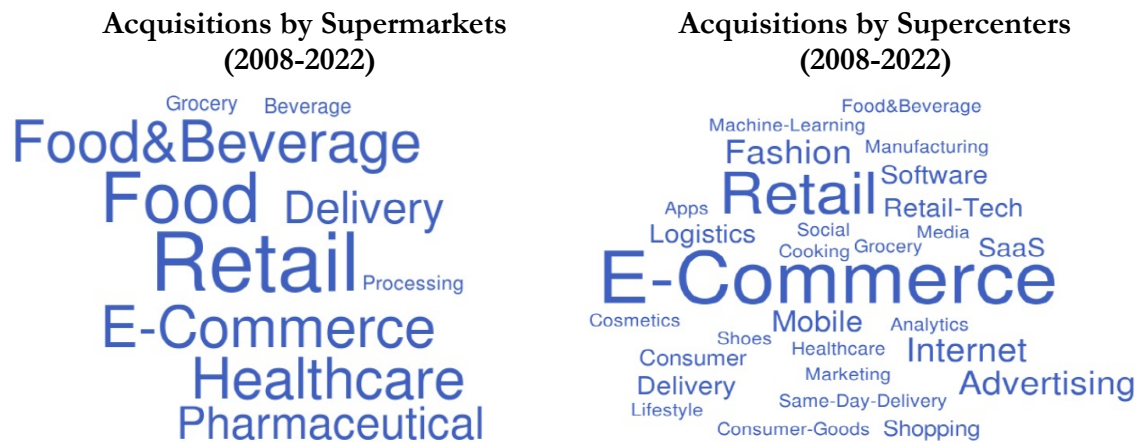 Acquisitions by Supermarkets
(2008-2022)
Grocery Beverage
Food&Beverage
Food Delivery
Retail Processing
E-Commerce
Healthcare
Pharmaceutical
Acquisitions by Supercenters
(2008-2022)
Food&Beverage
Machine-Learning
Fashion Manufacturing
Retail Software
Apps Retail-Tech
Logistics Social Media
Cooking Grocery SaaS
E-Commerce
Cosmetics Mobile Analytics
Shoes Healthcare Internet
Consumer
Delivery Marketing Advertising
Lifestyle Same-Day-Delivery
Consumer-Goods Shopping